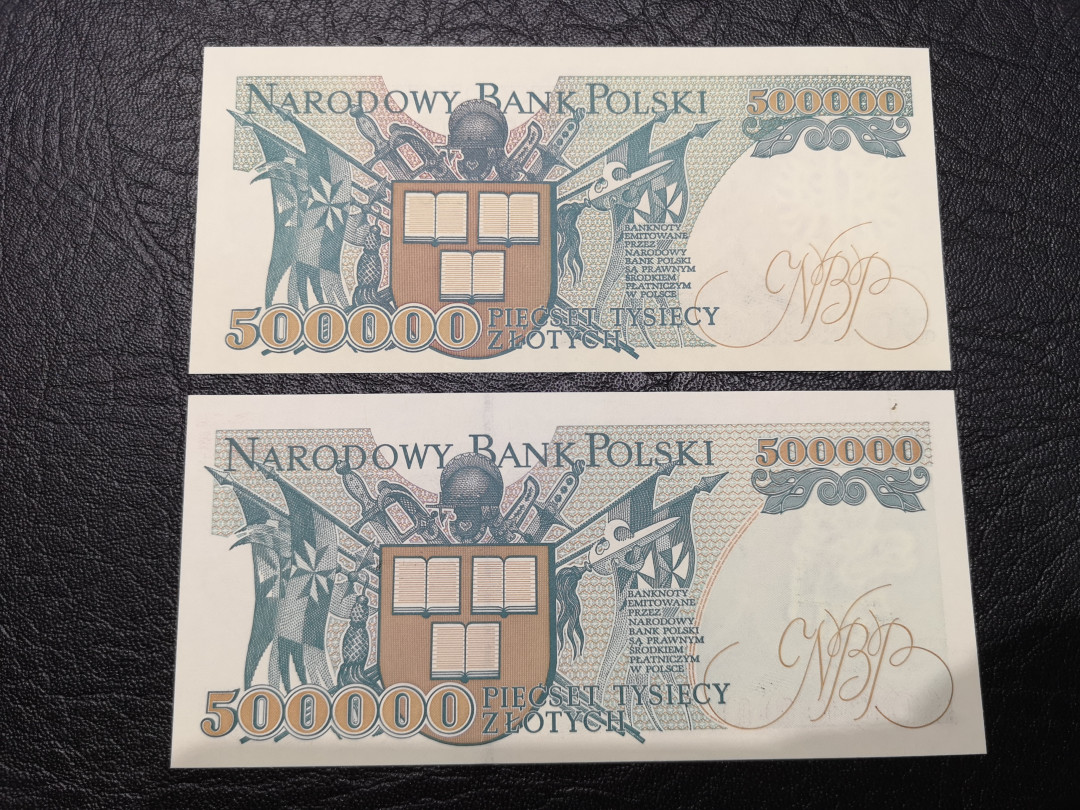 NARODOWY BANK POLSKI 500000
BANKNOTY
EMITOWANE
PRZEZ
NARODOWY
BANK POLSKI
SĄ PRAWNYM
ŚRODKIEM
PŁATNICZYM
W POLSCE
NBP
500000 PIĘĆSET TYSIĘCY
ZŁOTYCH
NARODOWY BANK POLSKI 500000
BANKNOTY
EMITOWANE
PRZEZ
NARODOWY
BANK POLSKI
SĄ PRAWNYM
ŚRODKIEM
PŁATNICZYM
W POLSCE
NBP
500000 PIĘĆSET TYSIĘCY
ZŁOTYCH